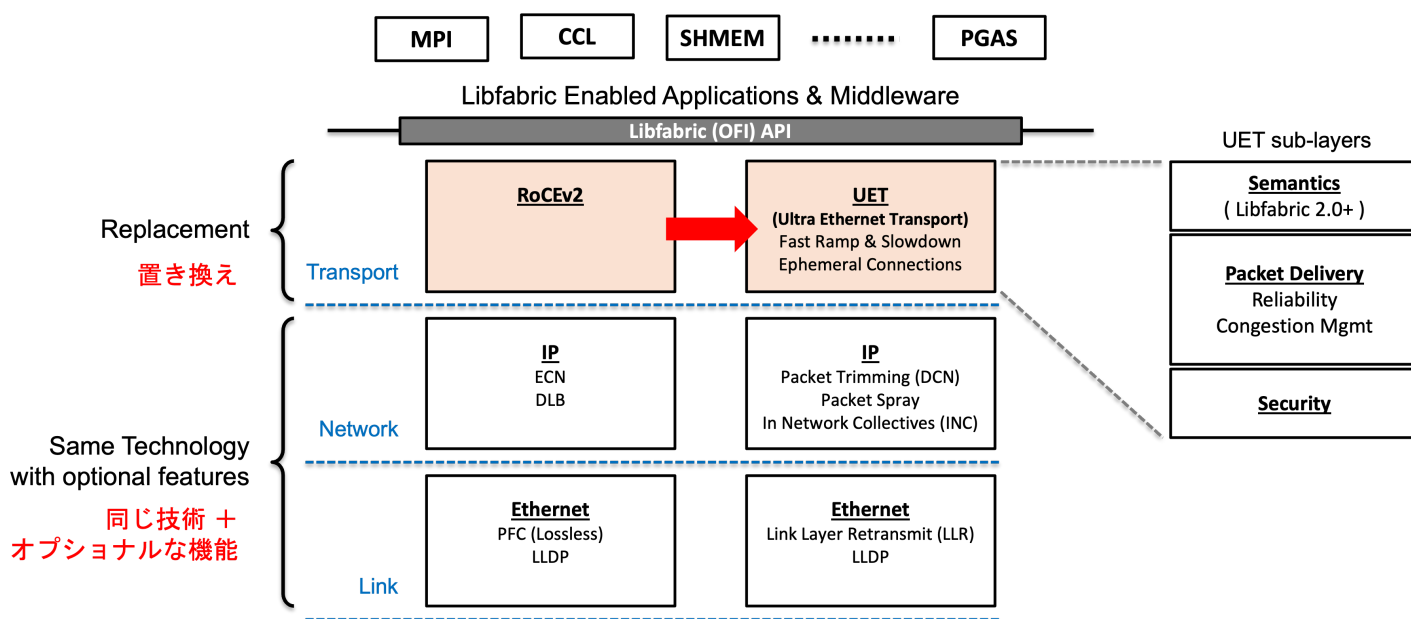 MPI
CCL
SHMEM
PGAS
Libfabric Enabled Applications & Middleware
Libfabric (OFI) API
UET sub-layers
Replacement
置き換え
Transport
RoCEv2
UET
(Ultra Ethernet Transport)
Fast Ramp & Slowdown
Ephemeral Connections
Semantics
( Libfabric 2.0+ )
Packet Delivery
Reliability
Congestion Mgmt
Security
Same Technology
with optional features
同じ技術 ＋
オプショナルな機能
Network
IP
ECN
DLB
IP
Packet Trimming (DCN)
Packet Spray
In Network Collectives (INC)
Link
Ethernet
PFC (Lossless)
LLDP
Ethernet
Link Layer Retransmit (LLR)
LLDP